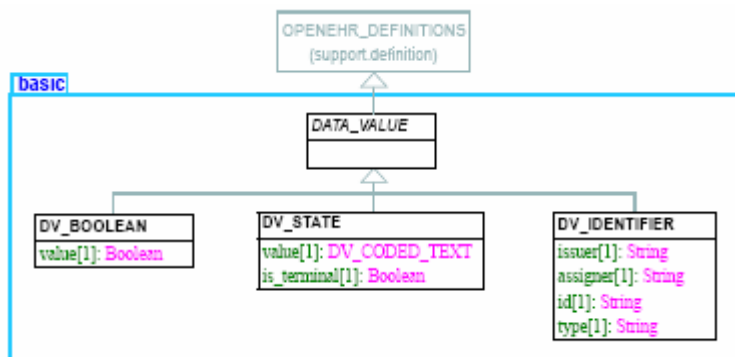 OPENEHR_DEFINITIONS
(support.definition)
basic
DATA_VALUE
DV_BOOLEAN
value[1]: Boolean
DV_STATE
value[1]: DV_CODED_TEXT
is_terminal[1]: Boolean
DV_IDENTIFIER
issuer[1]: String
assigner[1]: String
id[1]: String
type[1]: String